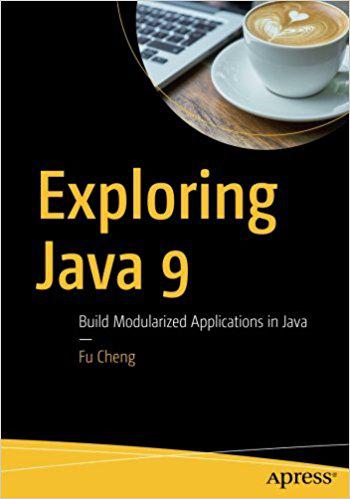 Exploring
Java 9
Build Modularized Applications in Java
—
Fu Cheng
Apress®